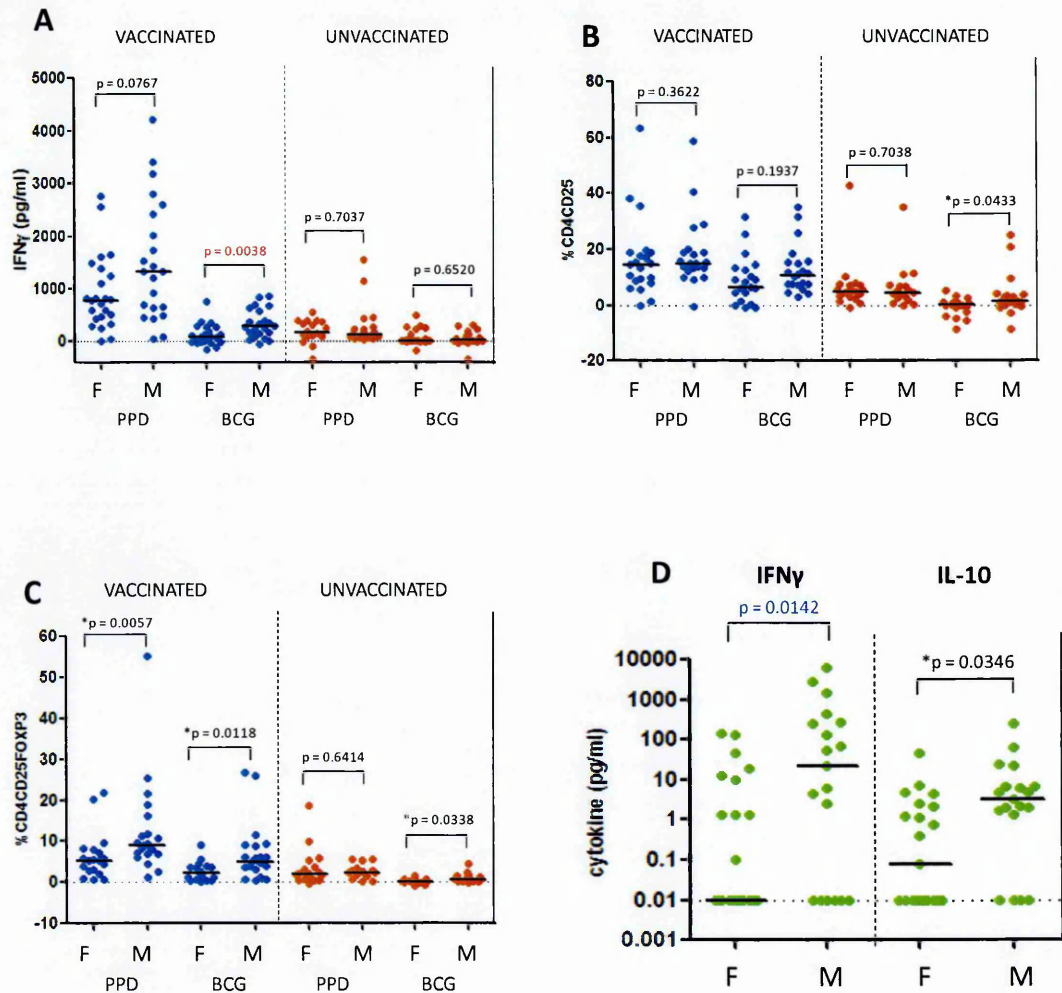 A
VACCINATED UNVACCINATED
IFNγ (pg/ml)
5000
4000
3000
2000
1000
0
p = 0.0767
p = 0.0038
p = 0.7037
p = 0.6520
F M F M F M F M
PPD BCG PPD BCG
B
VACCINATED UNVACCINATED
% CD4CD25
80
60
40
20
0
-20
p = 0.3622
p = 0.1937
p = 0.7038
*p = 0.0433
F M F M F M F M
PPD BCG PPD BCG
C
VACCINATED UNVACCINATED
% CD4CD25FOXP3
60
50
40
30
20
10
0
-10
*p = 0.0057
*p = 0.0118
p = 0.6414
*p = 0.0338
F M F M F M F M
PPD BCG PPD BCG
D
IFNγ IL-10
cytokine (pg/ml)
10000
1000
100
10
1
0.1
0.01
0.001
p = 0.0142
*p = 0.0346
F M F M